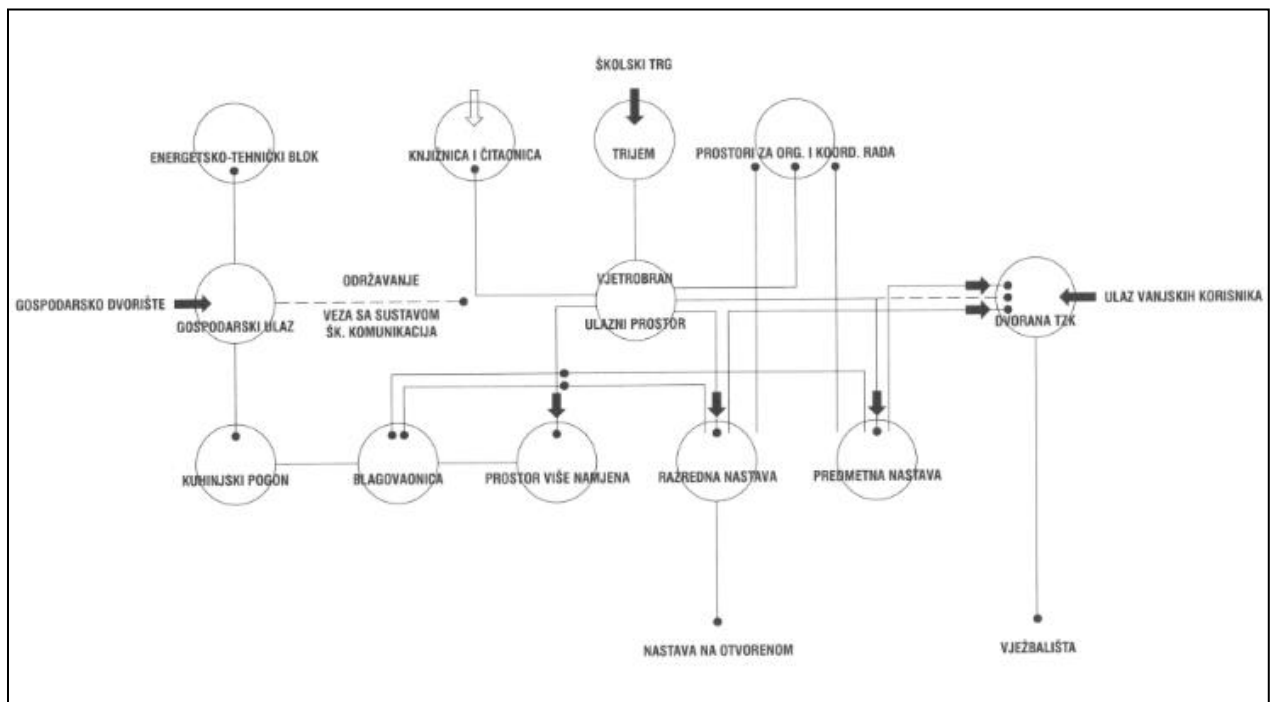 ŠKOLSKI TRG
ENERGETSKO-TEHNIČKI BLOK
KNJIŽNICA I ČITAONICA
TRIJEM
PROSTORI ZA ORG. I KOORD. RADA
GOSPODARSKO DVORIŠTE
GOSPODARSKI ULAZ
ODRŽAVANJE
VEZA SA SUSTAVOM
ŠK. KOMUNIKACIJA
VJETROBRAN
ULAZNI PROSTOR
DVORANA TZK
ULAZ VANJSKIH KORISNIKA
KUHINJSKI POGON
BLAGOVAONICA
PROSTOR VIŠE NAMJENA
RAZREDNA NASTAVA
PREDMETNA NASTAVA
NASTAVA NA OTVORENOM
VJEŽBALIŠTA